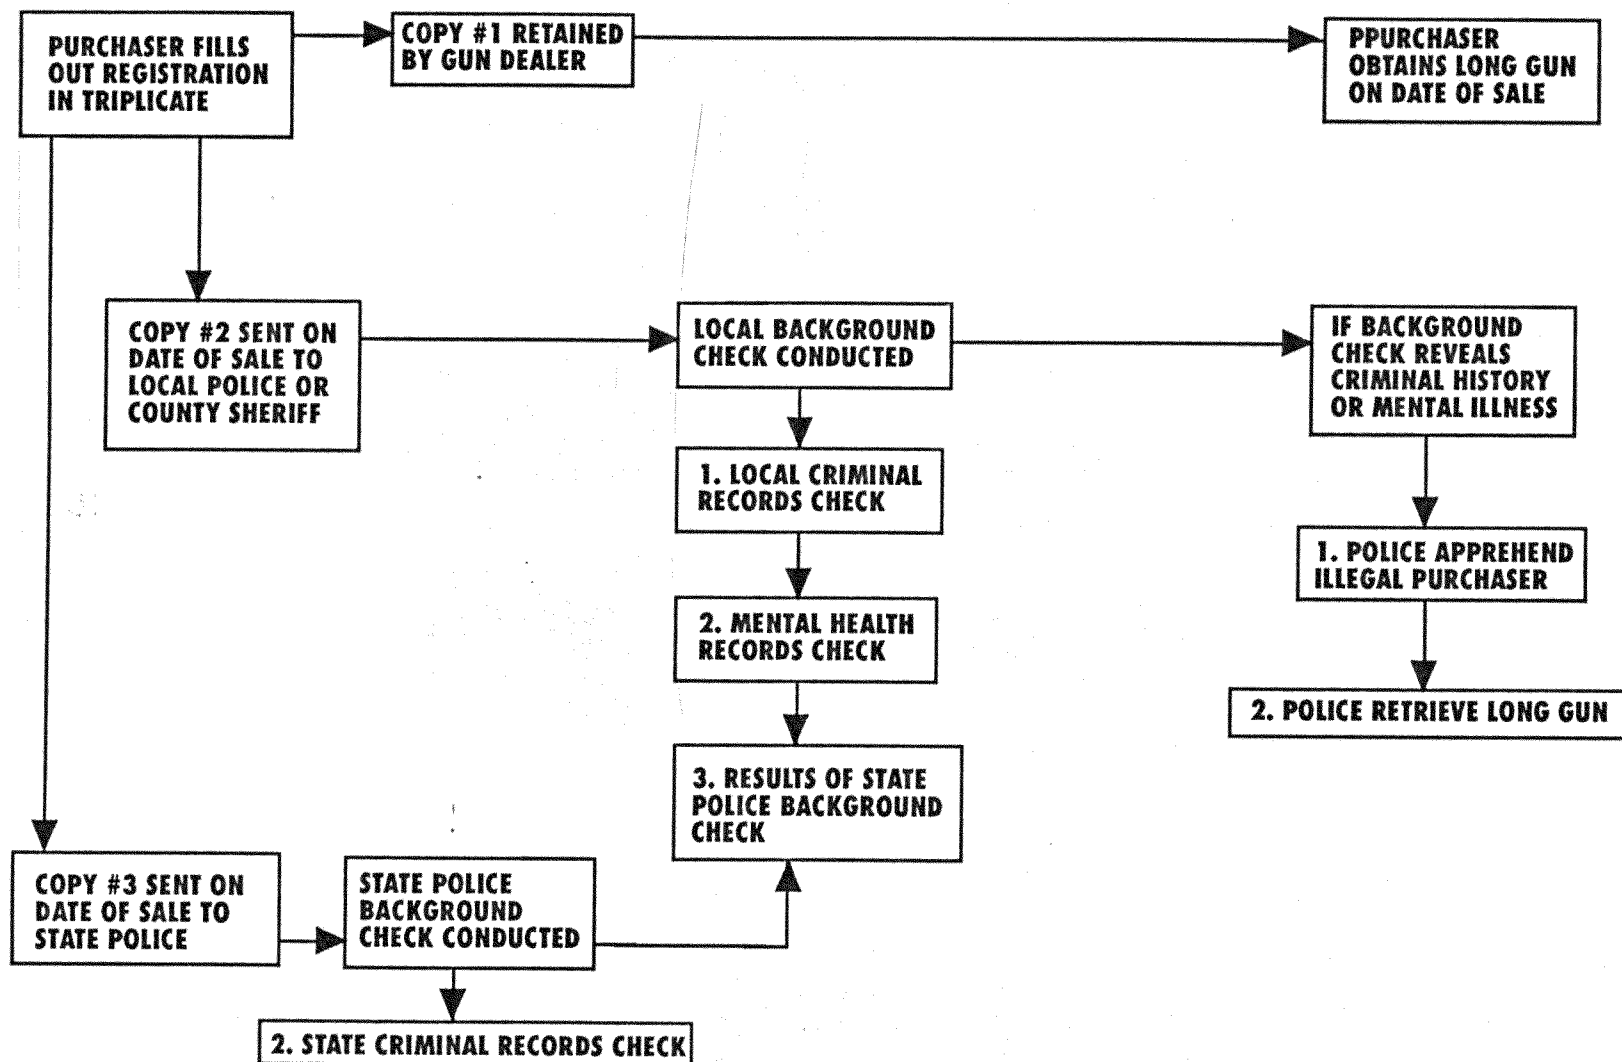 PURCHASER FILLS
OUT REGISTRATION
IN TRIPLICATE
COPY #1 RETAINED
BY GUN DEALER
PPURCHASER
OBTAINS LONG GUN
ON DATE OF SALE
COPY #2 SENT ON
DATE OF SALE TO
LOCAL POLICE OR
COUNTY SHERIFF
LOCAL BACKGROUND
CHECK CONDUCTED
IF BACKGROUND
CHECK REVEALS
CRIMINAL HISTORY
OR MENTAL ILLNESS
1. LOCAL CRIMINAL
RECORDS CHECK
1. POLICE APPREHEND
ILLEGAL PURCHASER
2. MENTAL HEALTH
RECORDS CHECK
2. POLICE RETRIEVE LONG GUN
3. RESULTS OF STATE
POLICE BACKGROUND
CHECK
COPY #3 SENT ON
DATE OF SALE TO
STATE POLICE
STATE POLICE
BACKGROUND
CHECK CONDUCTED
2. STATE CRIMINAL RECORDS CHECK